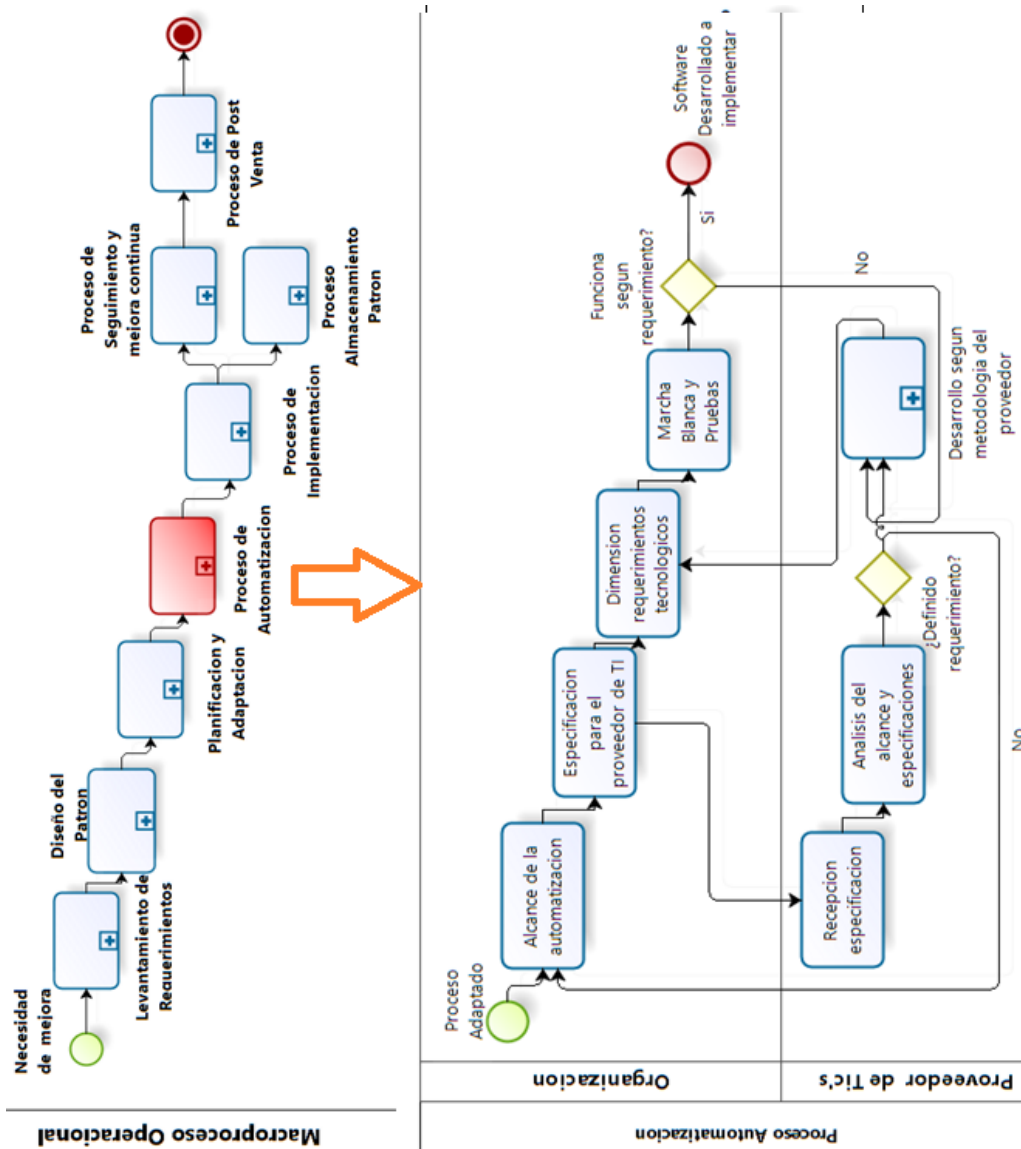 Macroproceso Operacional
Necesidad
de mejora
Levantamiento de
Requerimientos
Diseño del
Patron
Planificacion y
Adaptacion
Proceso de
Automatizacion
Proceso de
Implementacion
Proceso de
Seguimiento y
mejora continua
Proceso
Almacenamiento
Patron
Proceso de Post
Venta
Proceso Automatizacion
Organizacion
Proceso
Adaptado
Alcance de la
automatizacion
Especificacion
para el
proveedor de TI
Dimension
requerimientos
tecnologicos
Marcha
Blanca y
Pruebas
Funciona
segun
requerimiento?
Si
No
Software
Desarrollado a
implementar
Proveedor de Tic's
Recepcion
especificacion
Analisis del
alcance y
especificaciones
¿Definido
requerimiento?
No
Desarrollo segun
metodologia del
proveedor